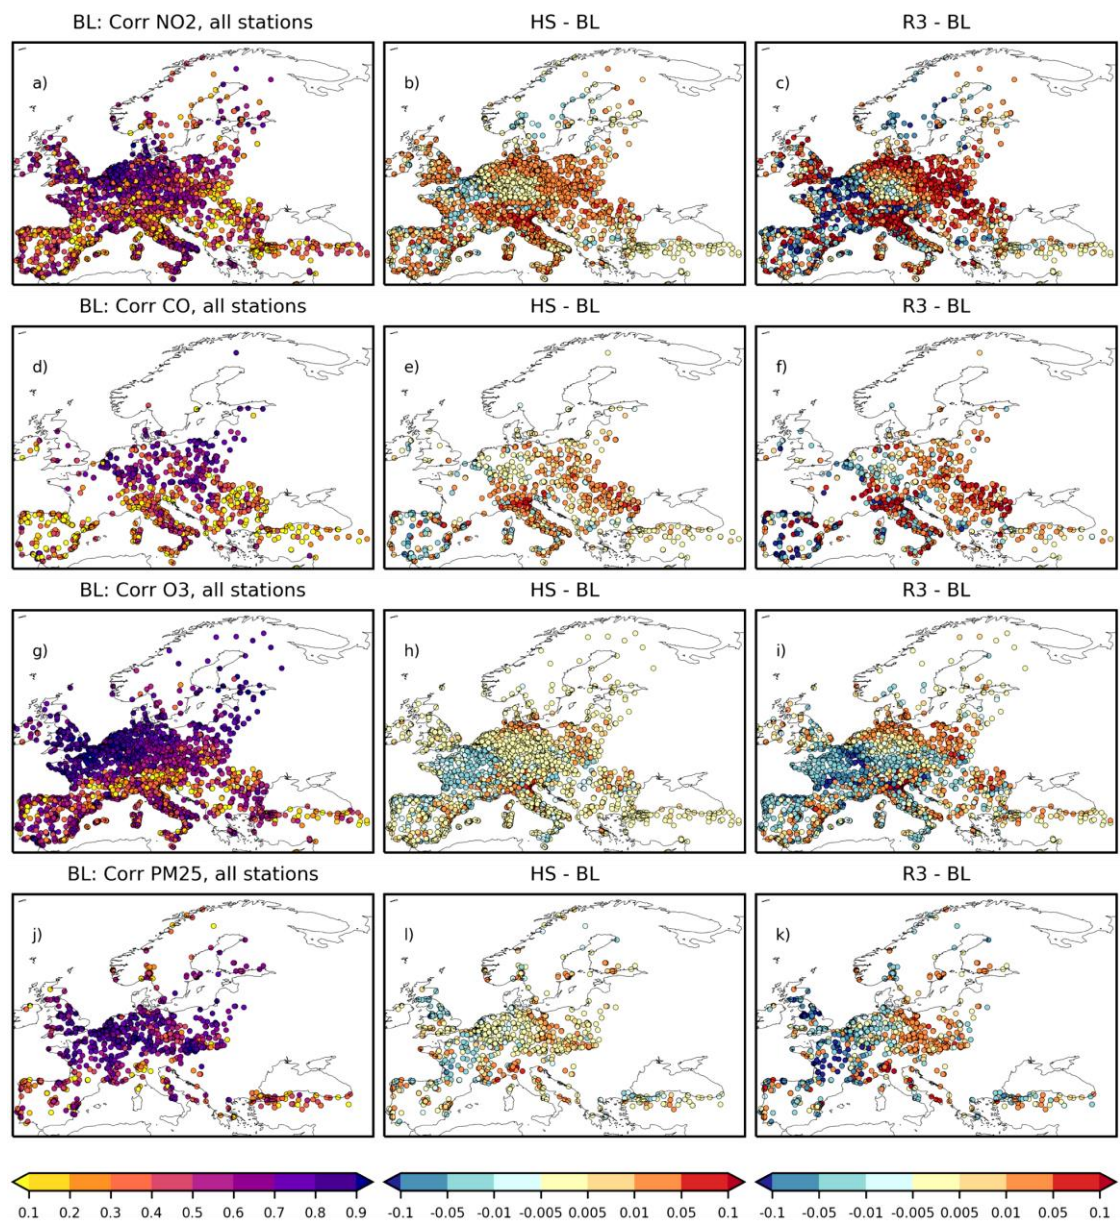 BL: Corr NO2, all stations HS - BL R3 - BL
a) b) c)
BL: Corr CO, all stations HS - BL R3 - BL
d) e) f)
BL: Corr O3, all stations HS - BL R3 - BL
g) h) i)
BL: Corr PM25, all stations HS - BL R3 - BL
j) l) k)
0.1 0.2 0.3 0.4 0.5 0.6 0.7 0.8 0.9 -0.1 -0.05 -0.01 -0.005 0.005 0.01 0.05 0.1 -0.1 -0.05 -0.01 -0.005 0.005 0.01 0.05 0.1